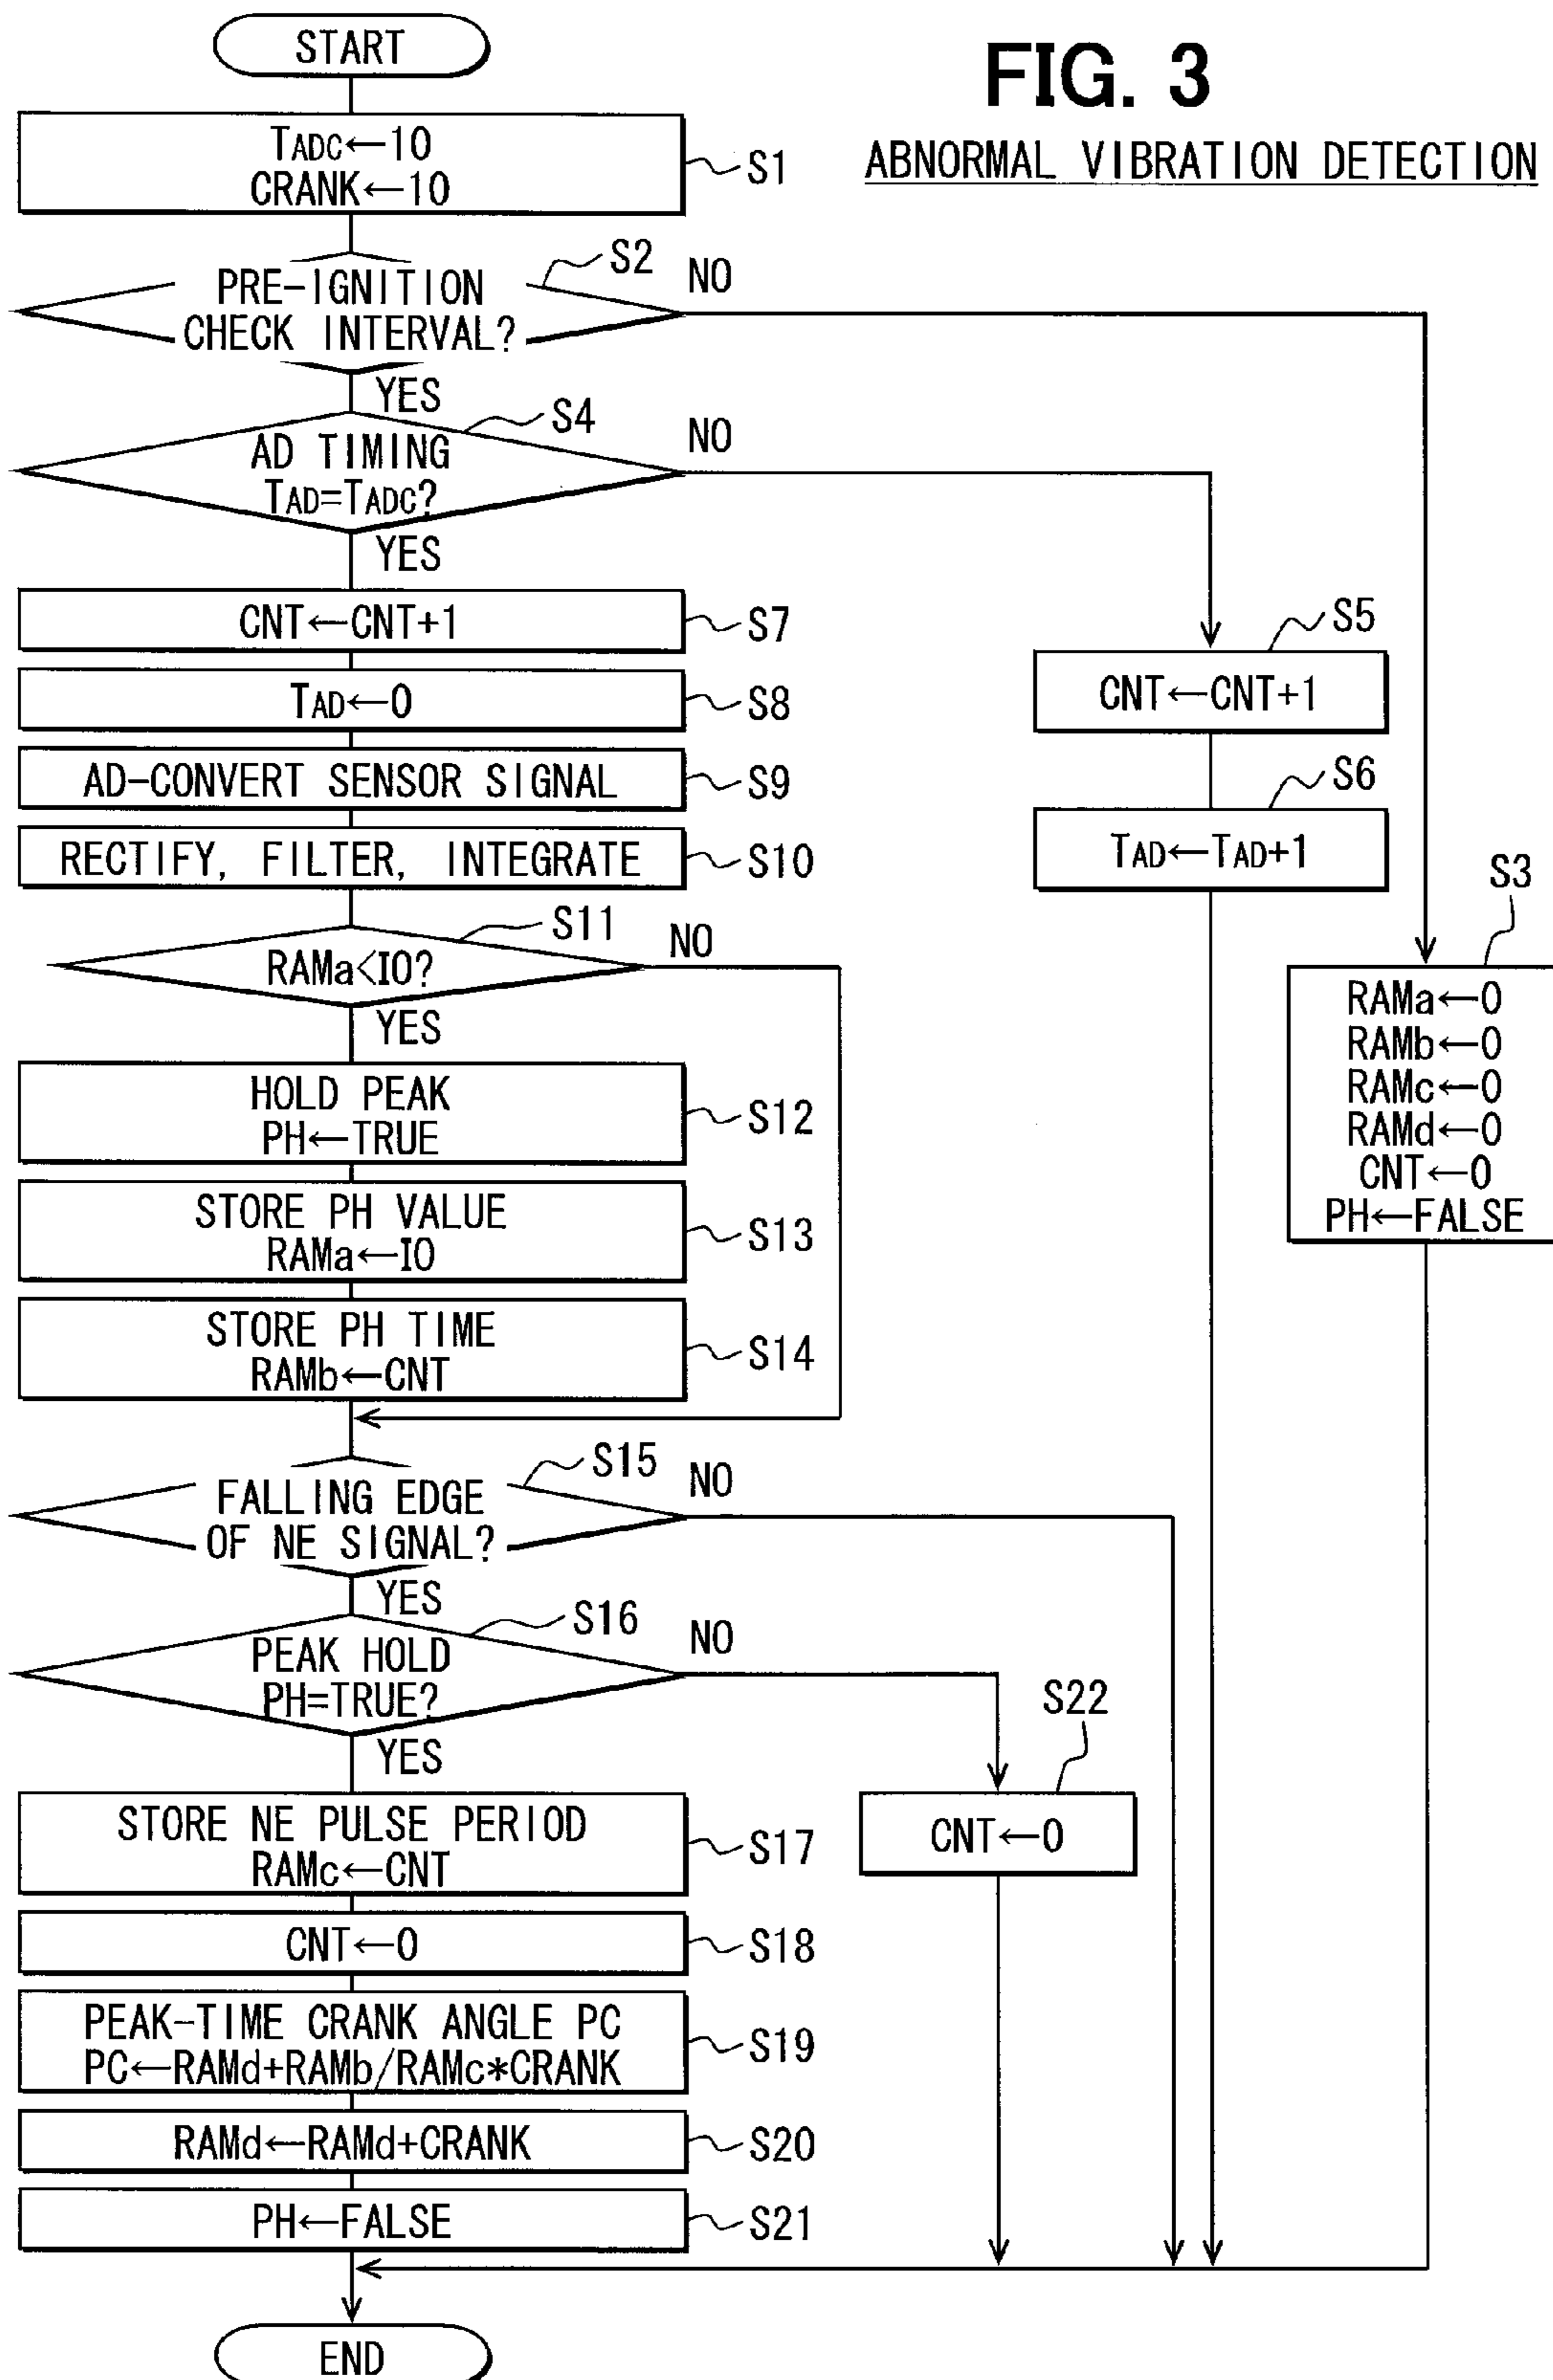 FIG. 3
ABNORMAL VIBRATION DETECTION
START
TADC←10
CRANK←10
S1
PRE-IGNITION
CHECK INTERVAL?
S2
NO
YES
AD TIMING
TAD=TADC?
S4
NO
YES
CNT←CNT+1
S7
TAD←0
S8
AD-CONVERT SENSOR SIGNAL
S9
RECTIFY, FILTER, INTEGRATE
S10
CNT←CNT+1
S5
TAD←TAD+1
S6
S3
RAMa←0
RAMb←0
RAMc←0
RAMd←0
CNT←0
PH←FALSE
RAMa<IO?
S11
NO
YES
HOLD PEAK
PH←TRUE
S12
STORE PH VALUE
RAMa←IO
S13
STORE PH TIME
RAMb←CNT
S14
FALLING EDGE
OF NE SIGNAL?
S15
NO
YES
PEAK HOLD
PH=TRUE?
S16
NO
YES
S22
CNT←0
STORE NE PULSE PERIOD
RAMc←CNT
S17
CNT←0
S18
PEAK-TIME CRANK ANGLE PC
PC←RAMd+RAMb/RAMc*CRANK
S19
RAMd←RAMd+CRANK
S20
PH←FALSE
S21
END